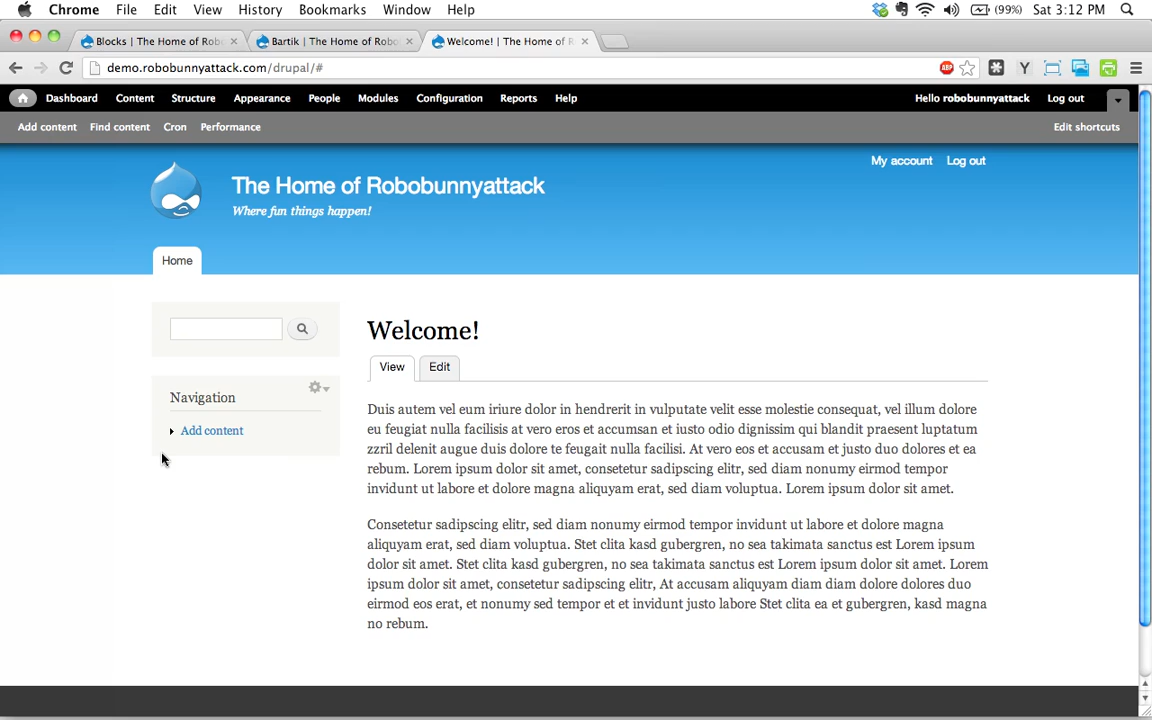 Chrome File Edit View History Bookmarks Window Help (99%) Sat 3:12 PM
Blocks | The Home of Rob Bartik | The Home of Robo Welcome! | The Home of R
demo.robobunnyattack.com/drupal/# ABP Y
Dashboard Content Structure Appearance People Modules Configuration Reports Help Hello robobunnyattack Log out
Add content Find content Cron Performance Edit shortcuts
My account Log out
The Home of Robobunnyattack
Where fun things happen!
Home
Welcome!
View Edit
Navigation
Add content
Duis autem vel eum iriure dolor in hendrerit in vulputate velit esse molestie consequat, vel illum dolore
eu feugiat nulla facilisis at vero eros et accumsan et iusto odio dignissim qui blandit praesent luptatum
zzril delenit augue duis dolore te feugait nulla facilisi. At vero eos et accusam et justo duo dolores et ea
rebum. Lorem ipsum dolor sit amet, consetetur sadipscing elitr, sed diam nonumy eirmod tempor
invidunt ut labore et dolore magna aliquyam erat, sed diam voluptua. Lorem ipsum dolor sit amet.
Consetetur sadipscing elitr, sed diam nonumy eirmod tempor invidunt ut labore et dolore magna
aliquyam erat, sed diam voluptua. Stet clita kasd gubergren, no sea takimata sanctus est Lorem ipsum
dolor sit amet. Stet clita kasd gubergren, no sea takimata sanctus est Lorem ipsum dolor sit amet. Lorem
ipsum dolor sit amet, consetetur sadipscing elitr, At accusam aliquyam diam diam dolore dolores duo
eirmod eos erat, et nonumy sed tempor et et invidunt justo labore Stet clita ea et gubergren, kasd magna
no rebum.